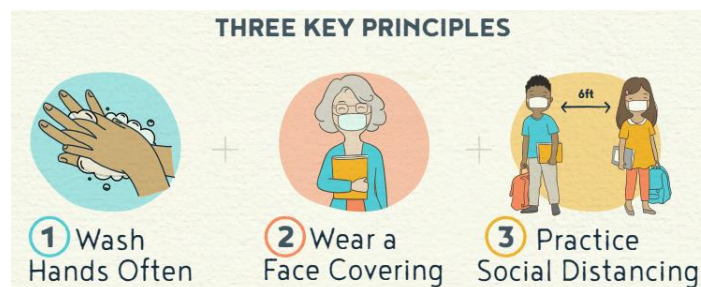 THREE KEY PRINCIPLES
6ft
1 Wash
Hands Often
2 Wear a
Face Covering
3 Practice
Social Distancing